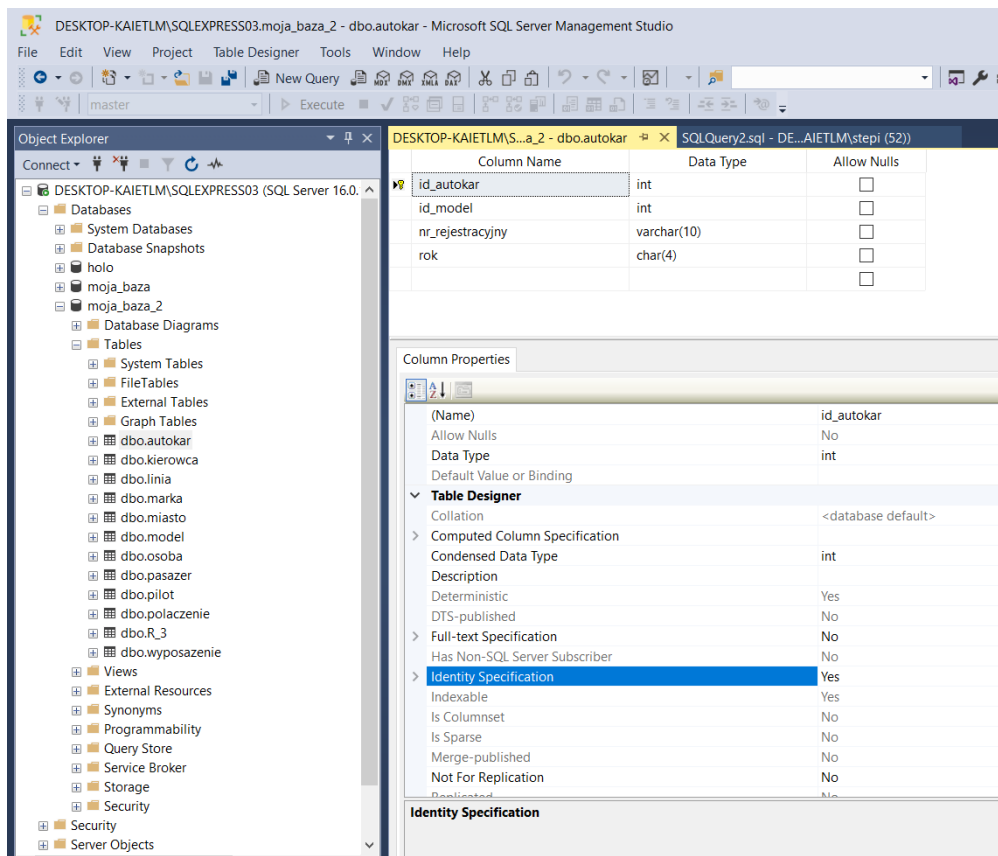 DESKTOP-KAIETLM\SQLEXPRESS03.moja_baza_2 - dbo.autokar - Microsoft SQL Server Management Studio
File Edit View Project Table Designer Tools Window Help
New Query MDX DMX XMLA DAX
master Execute
Object Explorer
Connect
DESKTOP-KAIETLM\SQLEXPRESS03 (SQL Server 16.0.
Databases
System Databases
Database Snapshots
holo
moja_baza
moja_baza_2
Database Diagrams
Tables
System Tables
FileTables
External Tables
Graph Tables
dbo.autokar
dbo.kierowca
dbo.linia
dbo.marka
dbo.miasto
dbo.model
dbo.osoba
dbo.pasazer
dbo.pilot
dbo.polaczenie
dbo.R_3
dbo.wyposazenie
Views
External Resources
Synonyms
Programmability
Query Store
Service Broker
Storage
Security
Security
Server Objects
DESKTOP-KAIETLM\S...a_2 - dbo.autokar SQLQuery2.sql - DE...AIETLM\stepi (52))
Column Name Data Type Allow Nulls
id_autokar int
id_model int
nr_rejestracyjny varchar(10)
rok char(4)
Column Properties
(Name) id_autokar
Allow Nulls No
Data Type int
Default Value or Binding
Table Designer
Collation <database default>
Computed Column Specification
Condensed Data Type int
Description
Deterministic Yes
DTS-published No
Full-text Specification No
Has Non-SQL Server Subscriber No
Identity Specification Yes
Indexable Yes
Is Columnset No
Is Sparse No
Merge-published No
Not For Replication No
Replicated No
Identity Specification